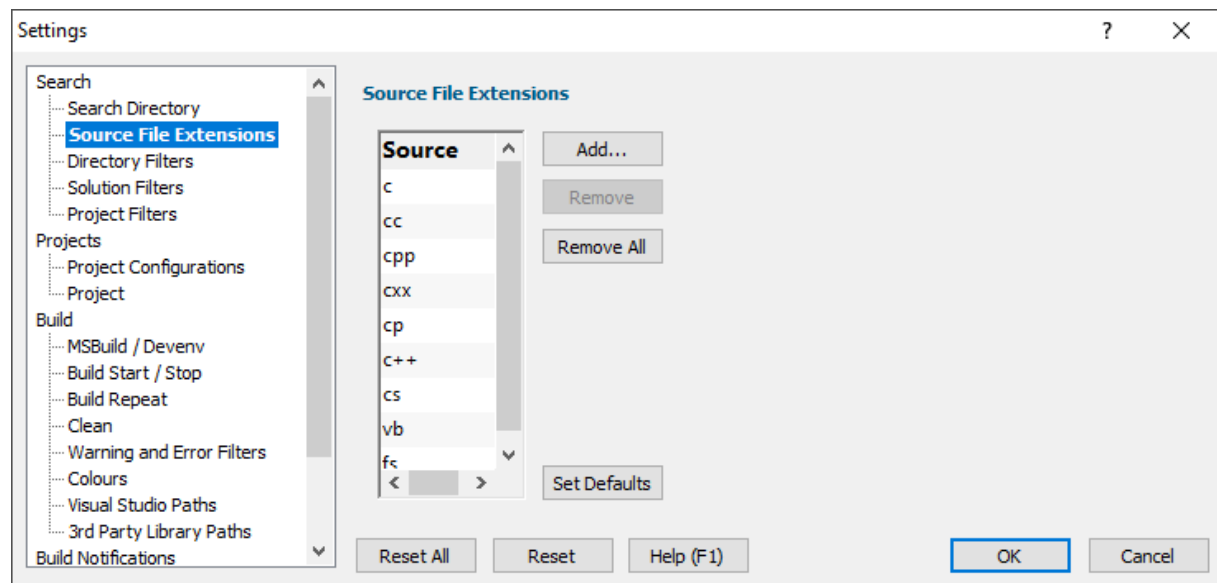 Settings
?
Search
Search Directory
Source File Extensions
Directory Filters
Solution Filters
Project Filters
Projects
Project Configurations
Project
Build
MSBuild / Devenv
Build Start / Stop
Build Repeat
Clean
Warning and Error Filters
Colours
Visual Studio Paths
3rd Party Library Paths
Build Notifications
Source File Extensions
Source
c
cc
cpp
cxx
cp
c++
cs
vb
fs
Add...
Remove
Remove All
Set Defaults
Reset All
Reset
Help (F1)
OK
Cancel